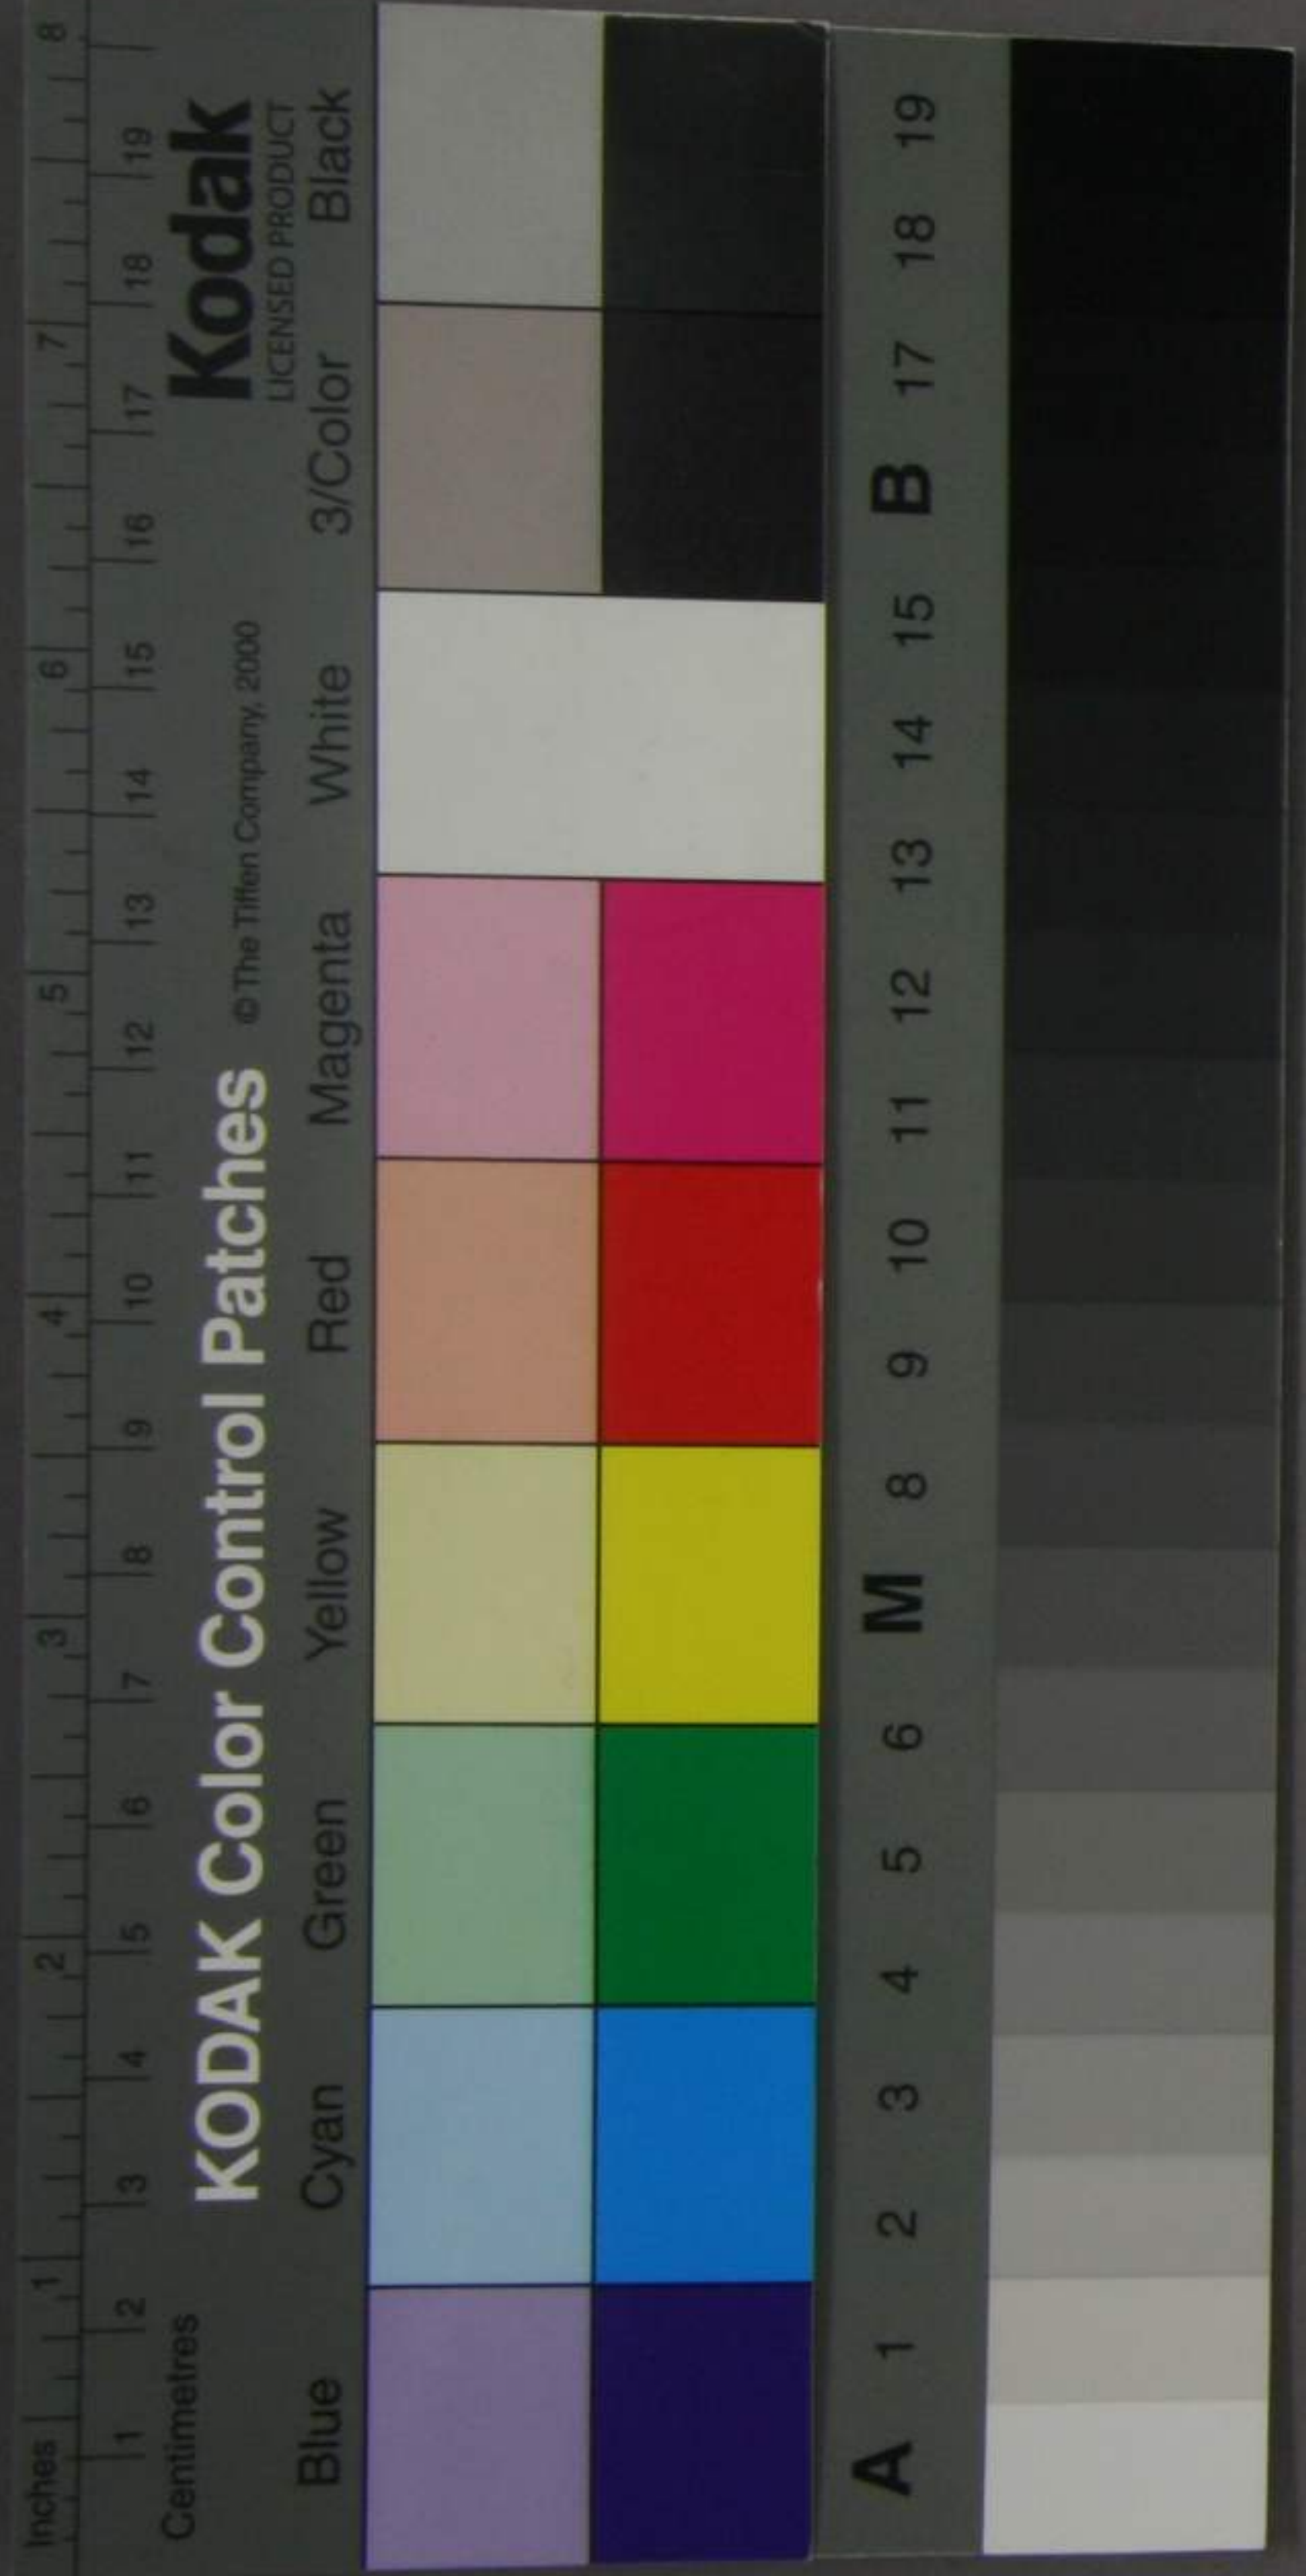 Inches 1 2 3 4 5 6 7 8
Centimetres 1 2 3 4 5 6 7 8 9 10 11 12 13 14 15 16 17 18 19
KODAK Color Control Patches © The Tiffen Company, 2000
Kodak
LICENSED PRODUCT
Blue Cyan Green Yellow Red Magenta White 3/Color Black
A 1 2 3 4 5 6 M 8 9 10 11 12 13 14 15 B 17 18 19